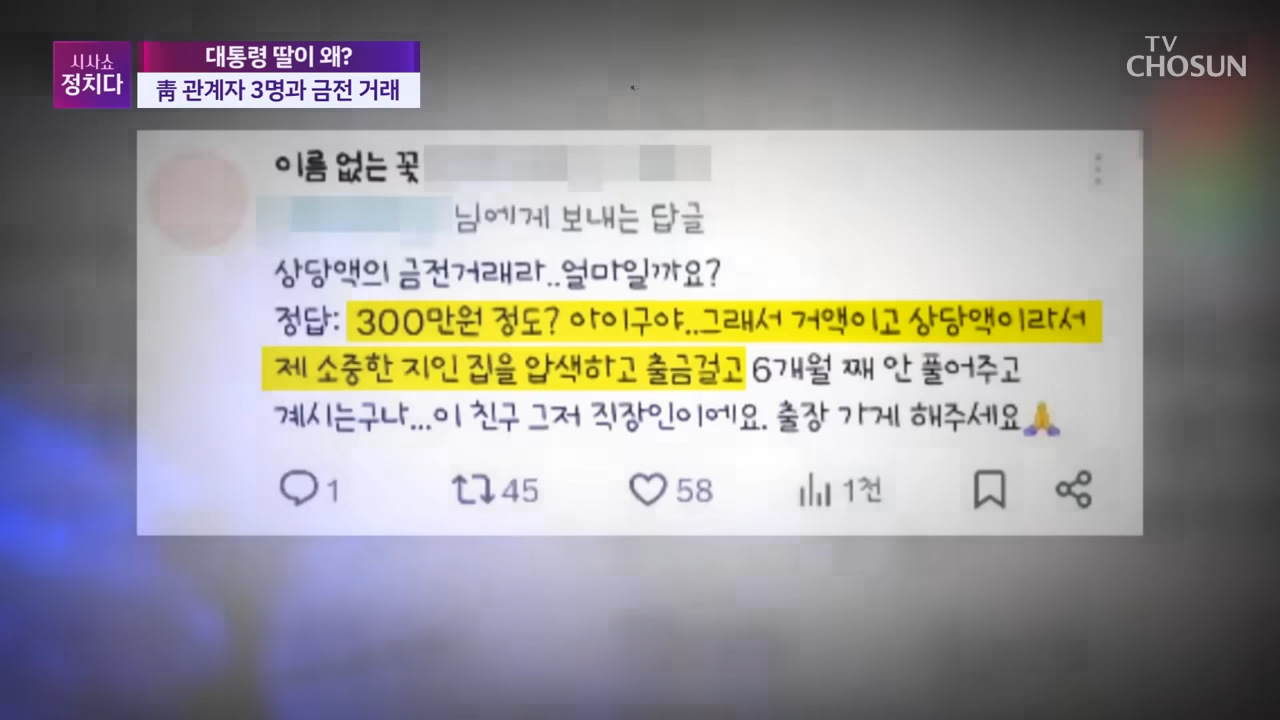 시사쇼
정치다
대통령 딸이 왜?
靑 관계자 3명과 금전 거래
TV
CHOSUN
이름 없는 꽃
님에게 보내는 답글
상당액의 금전거래라..얼마일까요?
정답: 300만원 정도? 아이구야..그래서 거액이고 상당액이라서
제 소중한 지인 집을 압색하고 출금걸고 6개월 째 안 풀어주고
계시는구나...이 친구 그저 직장인이에요. 출장 가게 해주세요🙏
1 45 58 1천